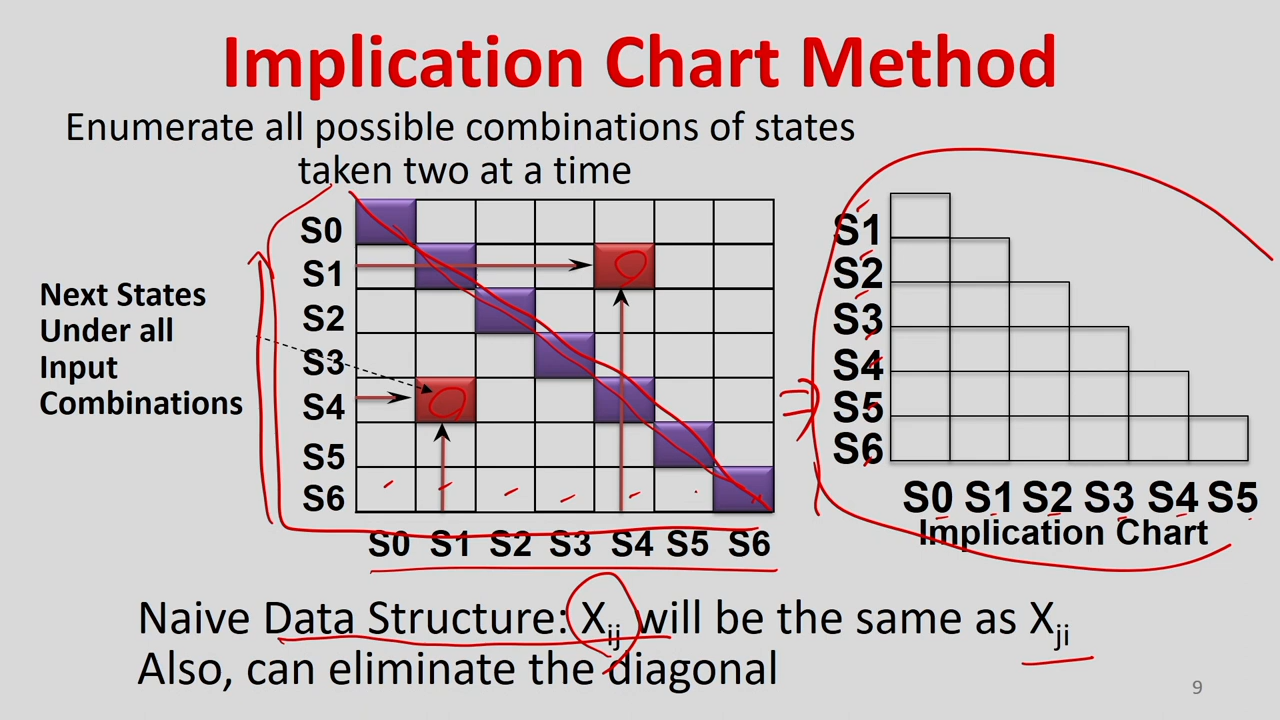 Implication Chart Method
Enumerate all possible combinations of states
taken two at a time
Next States
Under all
Input
Combinations
S0
S1
S2
S3
S4
S5
S6
S0 S1 S2 S3 S4 S5 S6
S1
S2
S3
S4
S5
S6
S0 S1 S2 S3 S4 S5
Implication Chart
Naive Data Structure: Xij will be the same as Xji
Also, can eliminate the diagonal
9